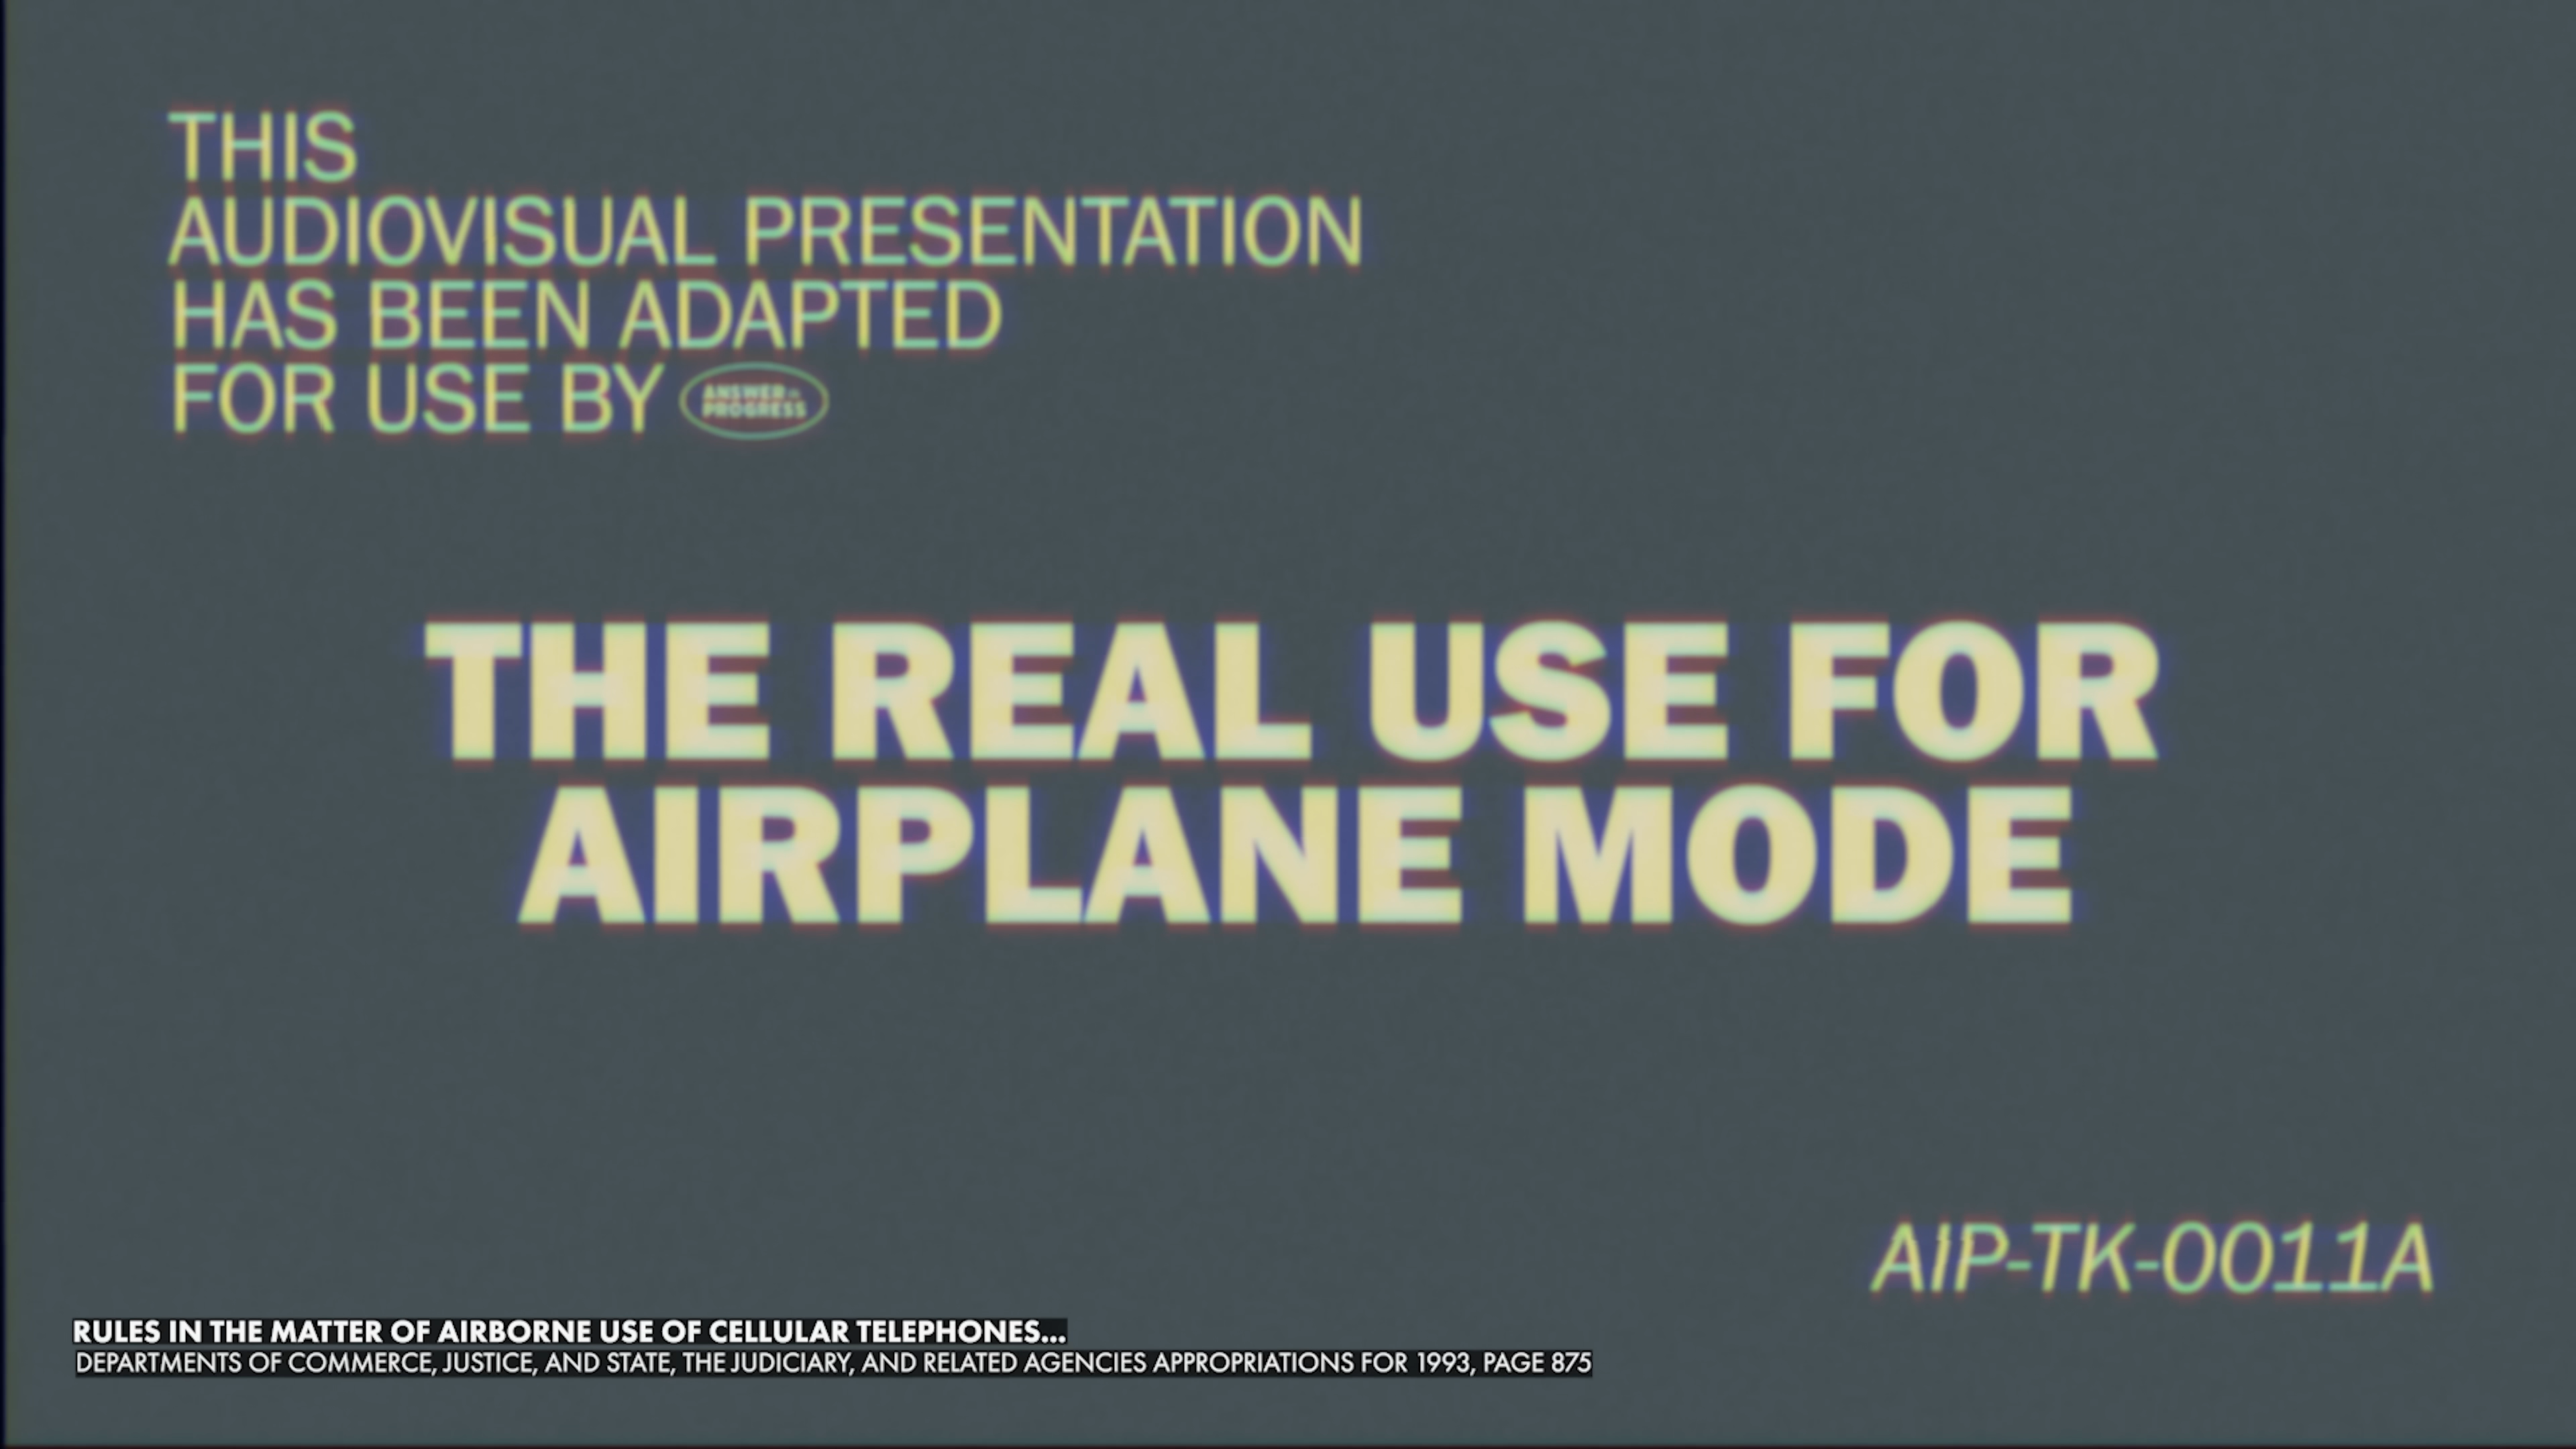 THIS
AUDIOVISUAL PRESENTATION
HAS BEEN ADAPTED
FOR USE BY ANSWER in PROGRESS
THE REAL USE FOR
AIRPLANE MODE
AIP-TK-0011A
RULES IN THE MATTER OF AIRBORNE USE OF CELLULAR TELEPHONES...
DEPARTMENTS OF COMMERCE, JUSTICE, AND STATE, THE JUDICIARY, AND RELATED AGENCIES APPROPRIATIONS FOR 1993, PAGE 875